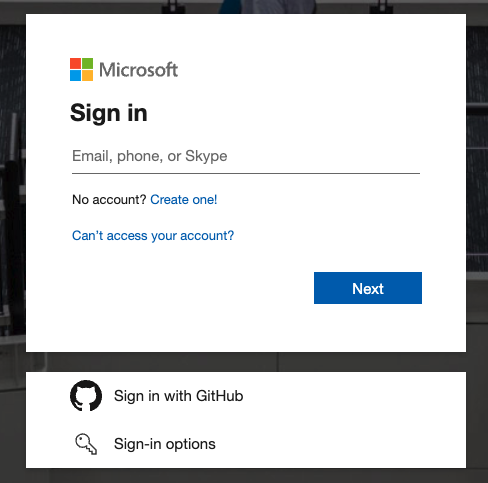 Microsoft
Sign in
Email, phone, or Skype
No account? Create one!
Can't access your account?
Next
Sign in with GitHub
Sign-in options